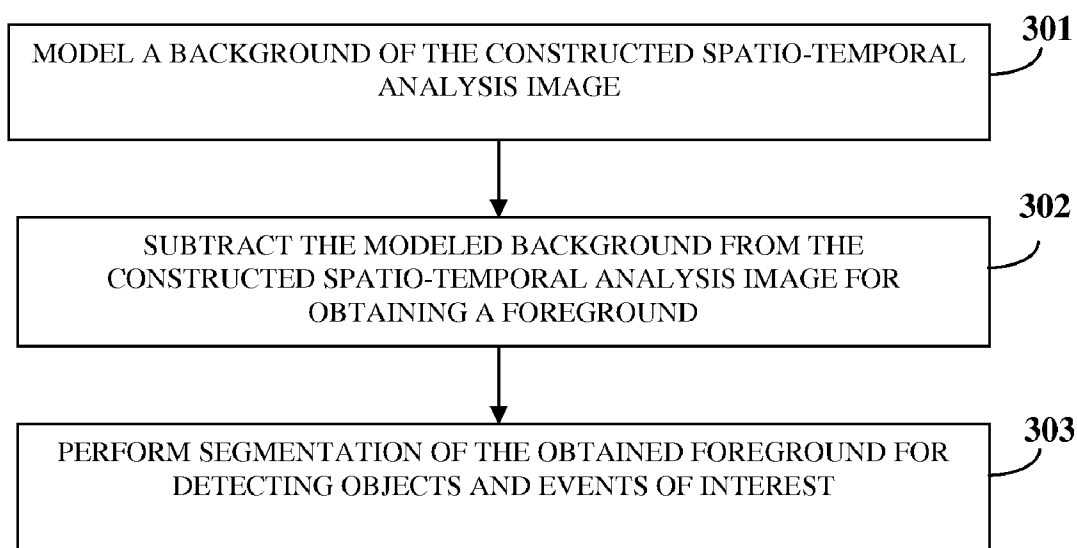 301
MODEL A BACKGROUND OF THE CONSTRUCTED SPATIO-TEMPORAL
ANALYSIS IMAGE
302
SUBTRACT THE MODELED BACKGROUND FROM THE
CONSTRUCTED SPATIO-TEMPORAL ANALYSIS IMAGE FOR
OBTAINING A FOREGROUND
303
PERFORM SEGMENTATION OF THE OBTAINED FOREGROUND FOR
DETECTING OBJECTS AND EVENTS OF INTEREST